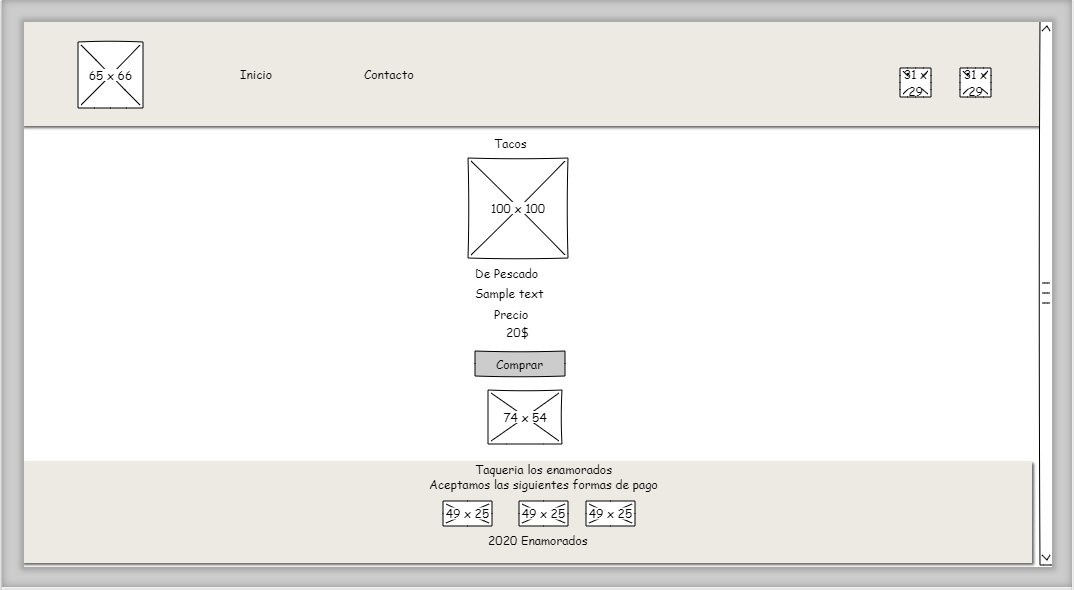 65 x 66
Inicio
Contacto
31 x
29
31 x
29
Tacos
100 x 100
De Pescado
Sample text
Precio
20$
Comprar
74 x 54
Taqueria los enamorados
Aceptamos las siguientes formas de pago
49 x 25
49 x 25
49 x 25
2020 Enamorados